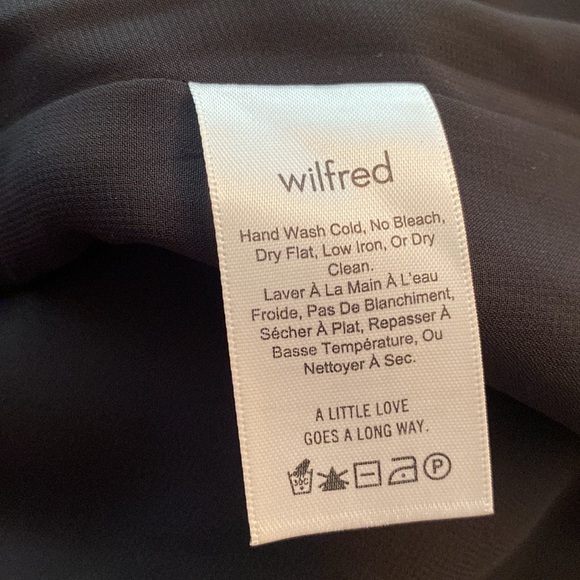 wilfred
Hand Wash Cold, No Bleach,
Dry Flat, Low Iron, Or Dry
Clean.
Laver À La Main À L'eau
Froide, Pas De Blanchiment,
Sécher À Plat, Repasser À
Basse Température, Ou
Nettoyer À Sec.
A LITTLE LOVE
GOES A LONG WAY.
30C P